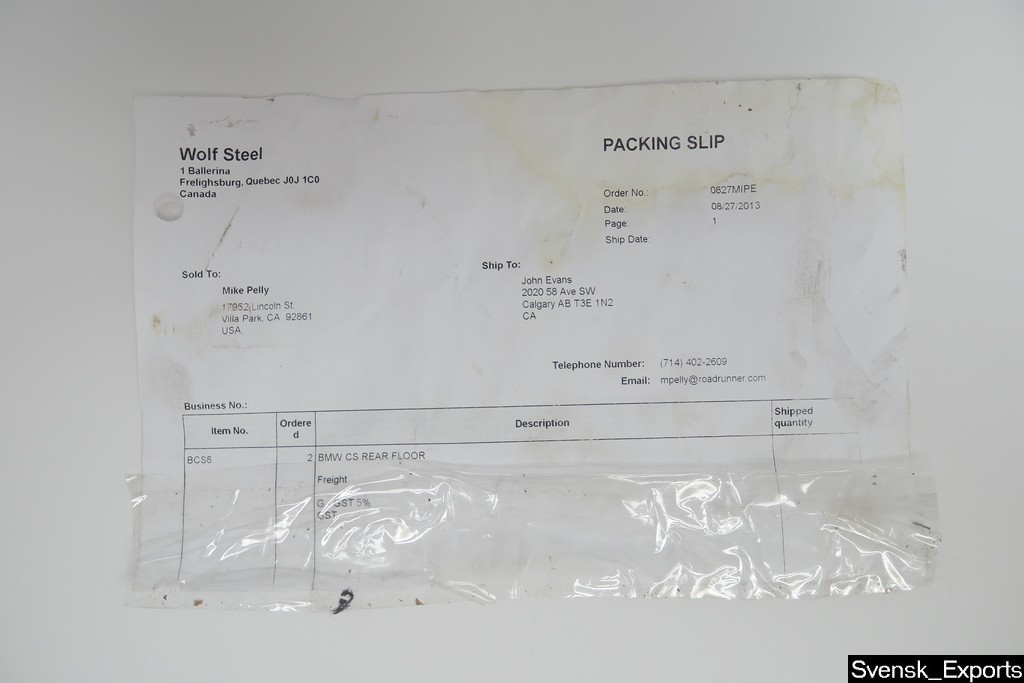 Wolf Steel
1 Ballerina
Frelighsburg, Quebec J0J 1C0
Canada
PACKING SLIP
Order No.: 0827MIPE
Date: 08/27/2013
Page: 1
Ship Date:
Sold To:
Mike Pelly
17952 Lincoln St.
Villa Park, CA 92861
USA
Ship To:
John Evans
2020 58 Ave SW
Calgary AB T3E 1N2
CA
Telephone Number: (714) 402-2609
Email: mpelly@roadrunner.com
Business No.:
Item No. Ordere Description Shipped
d quantity
BCS6 2 BMW CS REAR FLOOR
Freight
G GST 5%
GST
Svensk_Exports